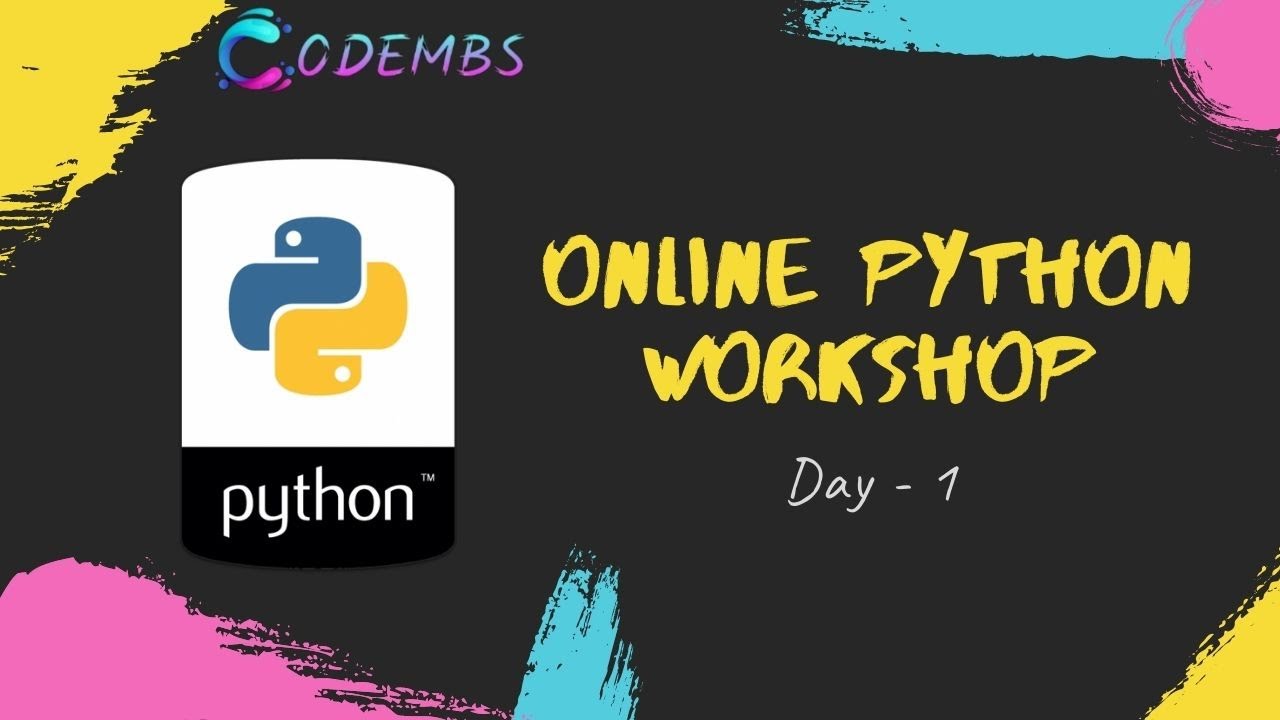 CODEMBS
ONLINE PYTHON
WORKSHOP
Day - 1
python™